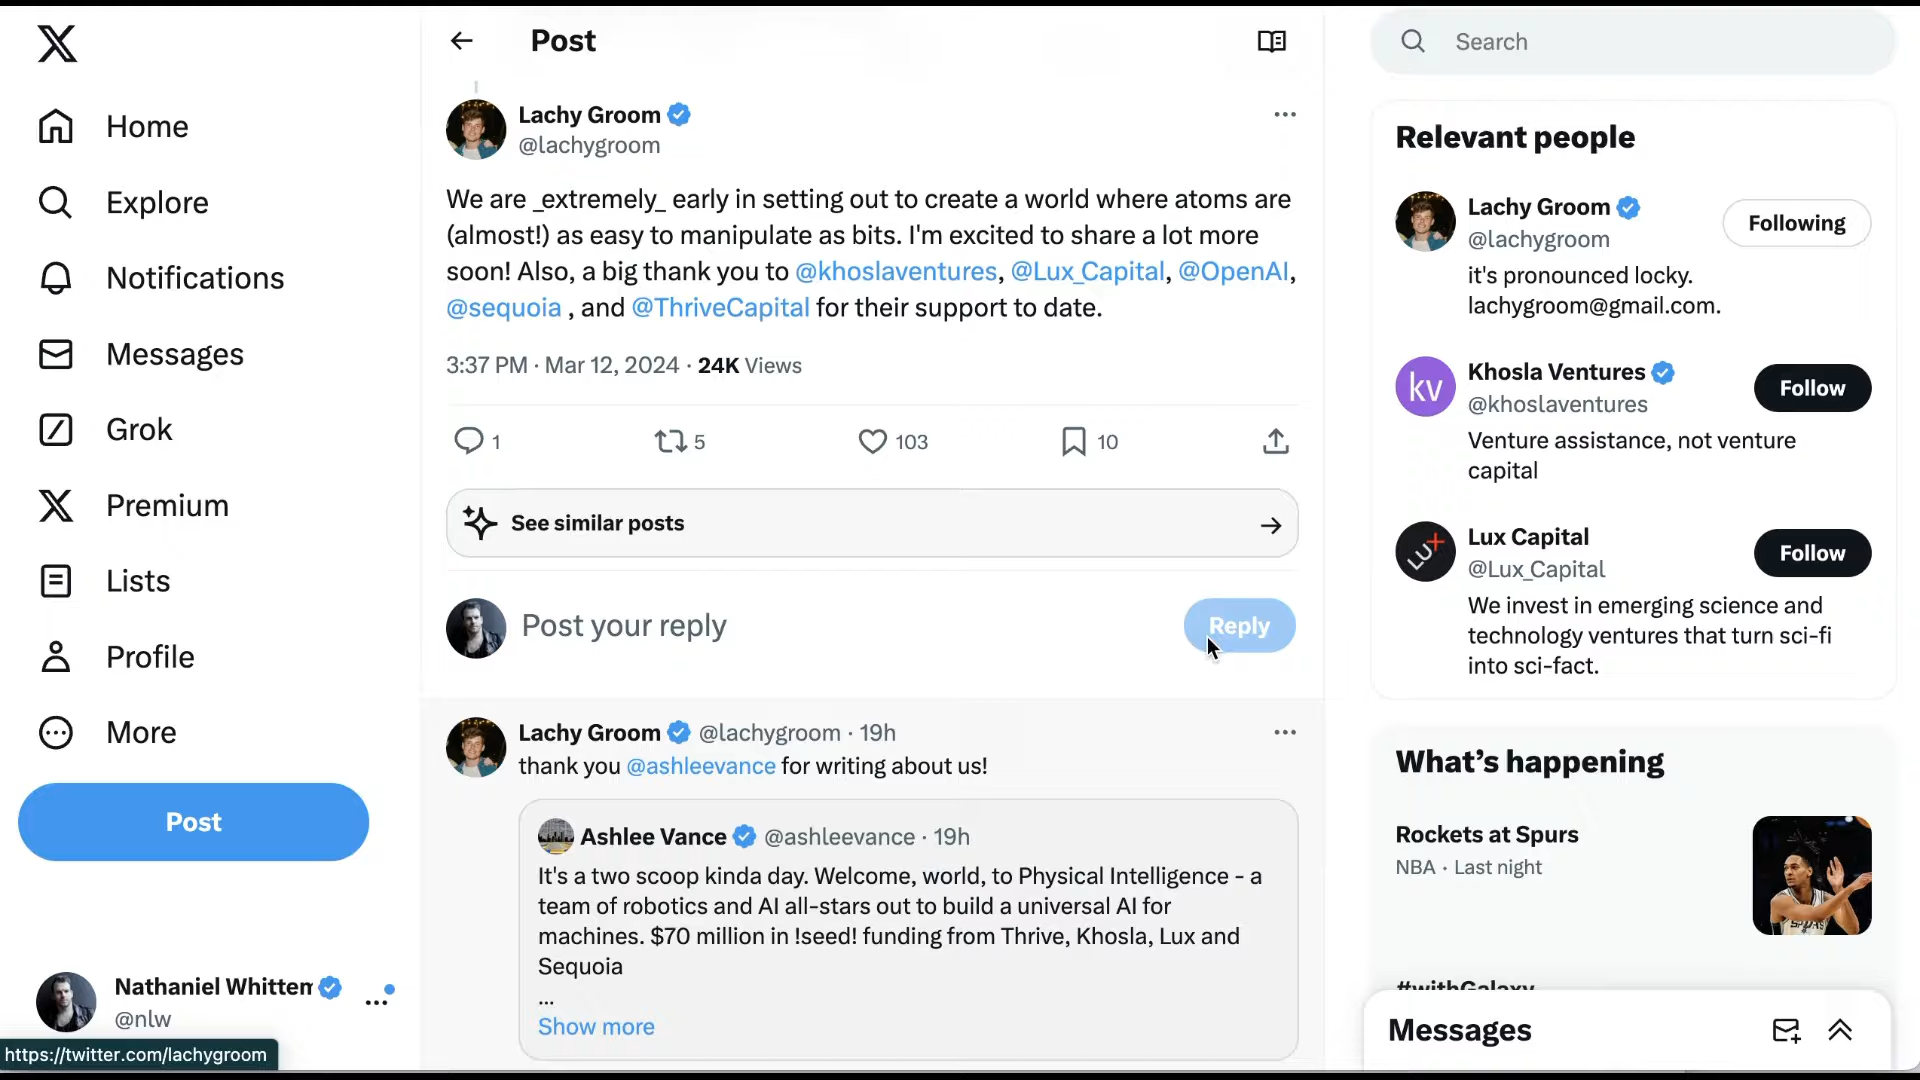 Home
Explore
Notifications
Messages
Grok
Premium
Lists
Profile
More
Post
Nathaniel Whitten
@nlw
https://twitter.com/lachygroom
Post
Lachy Groom
@lachygroom
We are _extremely_ early in setting out to create a world where atoms are
(almost!) as easy to manipulate as bits. I'm excited to share a lot more
soon! Also, a big thank you to @khoslaventures, @Lux_Capital, @OpenAI,
@sequoia , and @ThriveCapital for their support to date.
3:37 PM · Mar 12, 2024 · 24K Views
1 5 103 10
See similar posts
Post your reply
Reply
Lachy Groom @lachygroom · 19h
thank you @ashleevance for writing about us!
Ashlee Vance @ashleevance · 19h
It's a two scoop kinda day. Welcome, world, to Physical Intelligence - a
team of robotics and AI all-stars out to build a universal AI for
machines. $70 million in !seed! funding from Thrive, Khosla, Lux and
Sequoia
...
Show more
Search
Relevant people
Lachy Groom
@lachygroom
Following
it's pronounced locky.
lachygroom@gmail.com.
kv
Khosla Ventures
@khoslaventures
Follow
Venture assistance, not venture
capital
LU+
Lux Capital
@Lux_Capital
Follow
We invest in emerging science and
technology ventures that turn sci-fi
into sci-fact.
What's happening
Rockets at Spurs
NBA · Last night
#withGalaxy
Messages